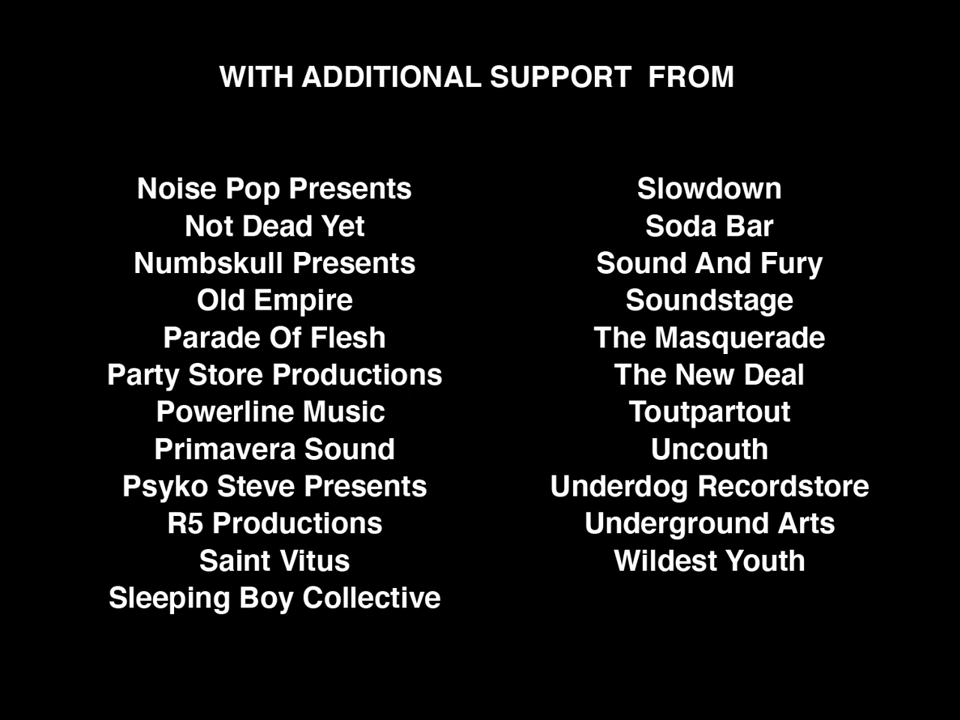 WITH ADDITIONAL SUPPORT FROM
Noise Pop Presents
Not Dead Yet
Numbskull Presents
Old Empire
Parade Of Flesh
Party Store Productions
Powerline Music
Primavera Sound
Psyko Steve Presents
R5 Productions
Saint Vitus
Sleeping Boy Collective
Slowdown
Soda Bar
Sound And Fury
Soundstage
The Masquerade
The New Deal
Toutpartout
Uncouth
Underdog Recordstore
Underground Arts
Wildest Youth